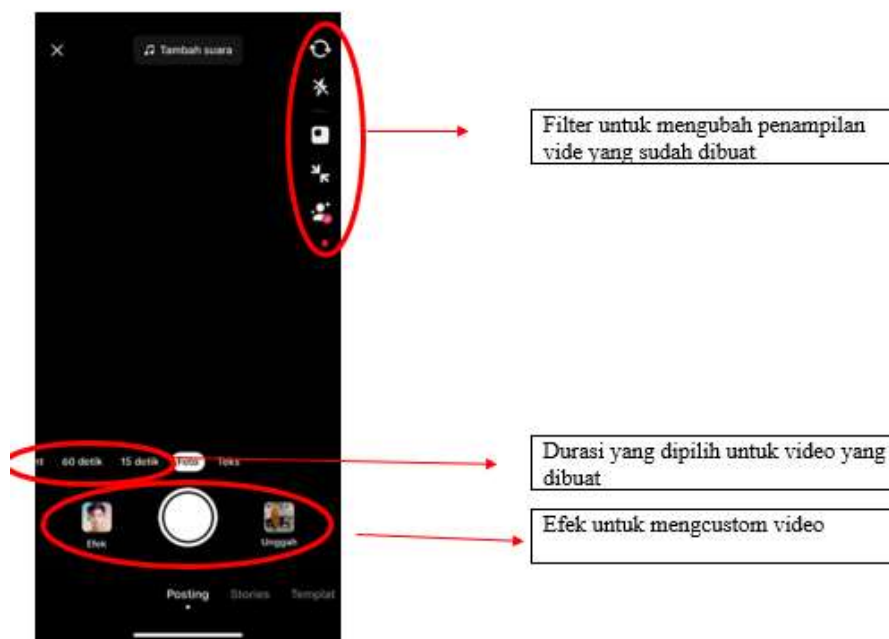 Tambah suara
Filter untuk mengubah penampilan
vide yang sudah dibuat
60 detik 15 detik Foto Teks
Durasi yang dipilih untuk video yang
dibuat
Efek Unggah
Efek untuk mengcustom video
Posting Stories Templat